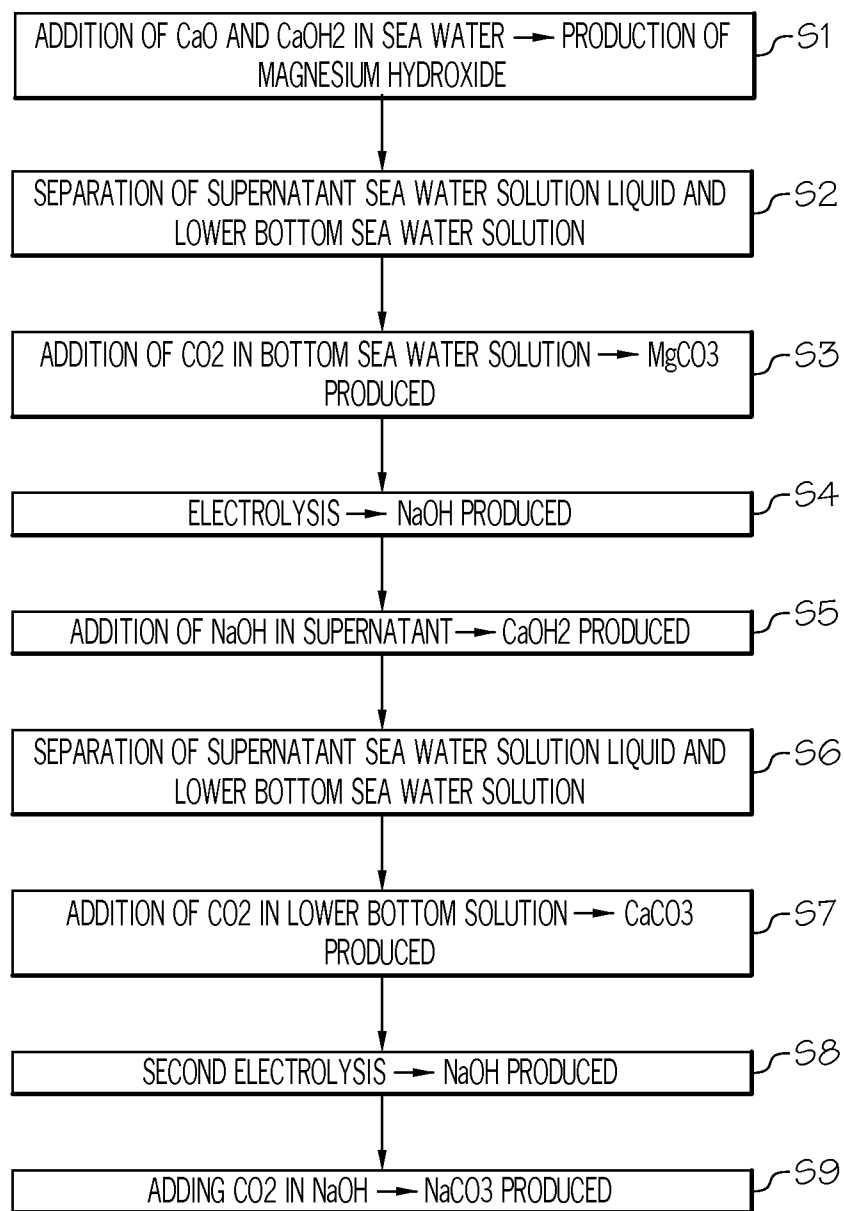 ADDITION OF CaO AND CaOH2 IN SEA WATER → PRODUCTION OF
MAGNESIUM HYDROXIDE
S1
SEPARATION OF SUPERNATANT SEA WATER SOLUTION LIQUID AND
LOWER BOTTOM SEA WATER SOLUTION
S2
ADDITION OF CO2 IN BOTTOM SEA WATER SOLUTION → MgCO3
PRODUCED
S3
ELECTROLYSIS → NaOH PRODUCED
S4
ADDITION OF NaOH IN SUPERNATANT → CaOH2 PRODUCED
S5
SEPARATION OF SUPERNATANT SEA WATER SOLUTION LIQUID AND
LOWER BOTTOM SEA WATER SOLUTION
S6
ADDITION OF CO2 IN LOWER BOTTOM SOLUTION → CaCO3
PRODUCED
S7
SECOND ELECTROLYSIS → NaOH PRODUCED
S8
ADDING CO2 IN NaOH → NaCO3 PRODUCED
S9